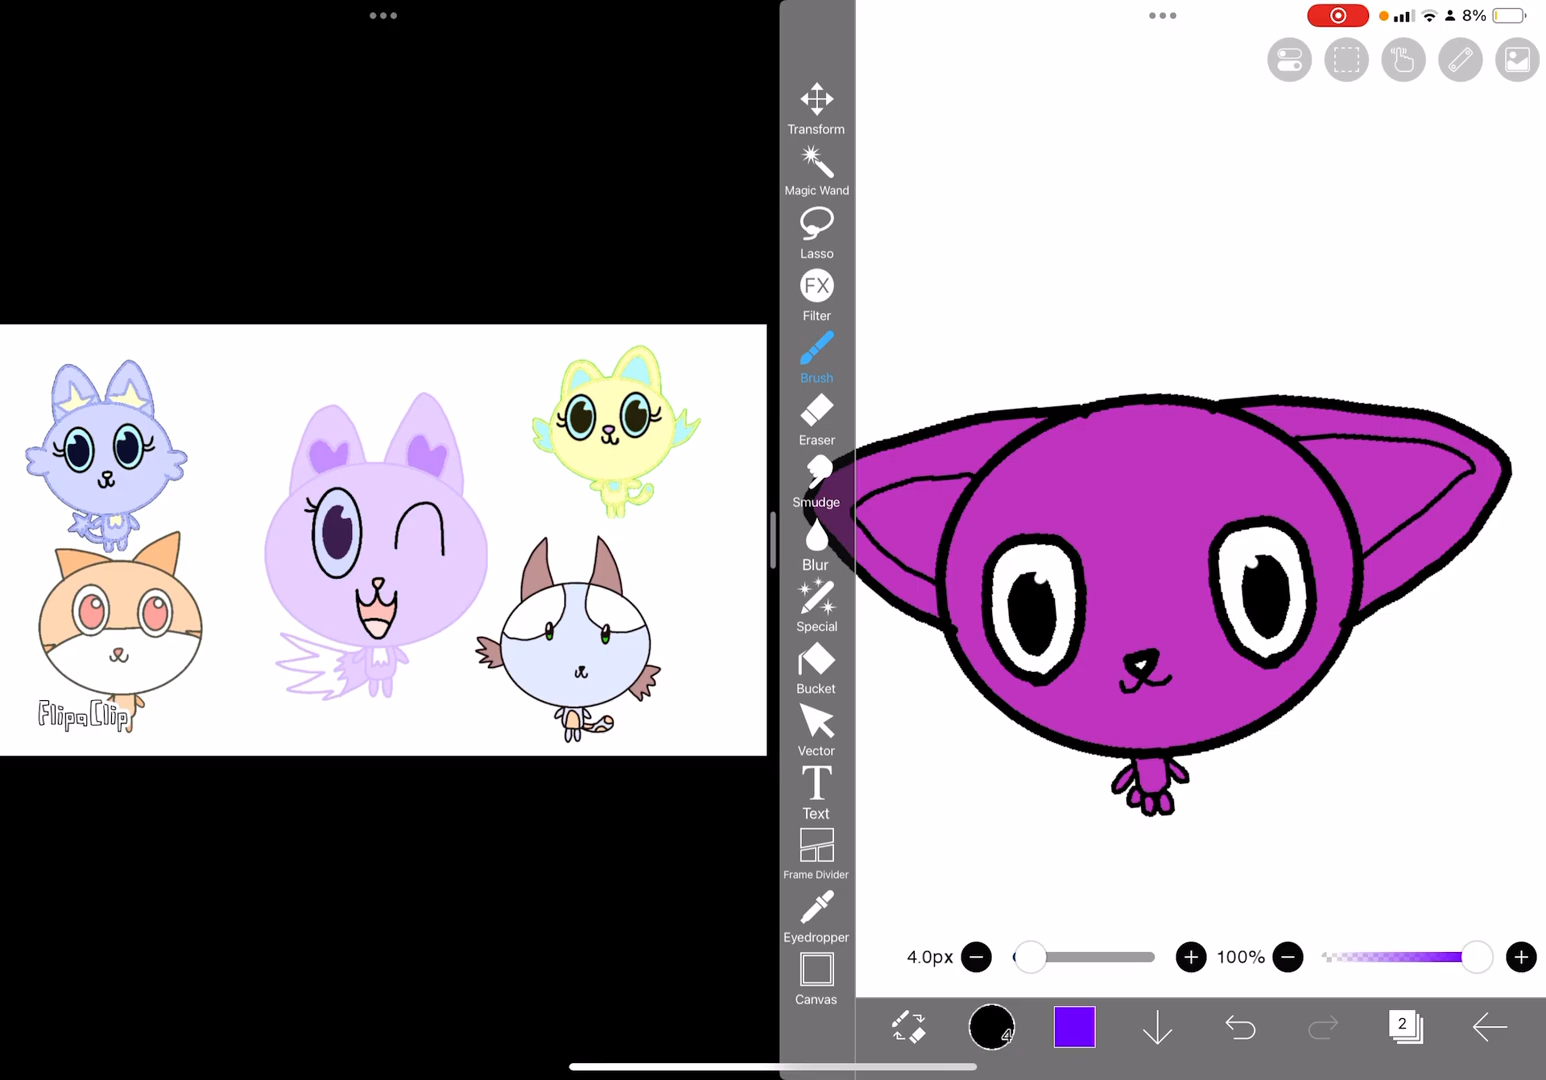 8%
Transform
Magic Wand
Lasso
FX
Filter
Brush
Eraser
Smudge
Blur
Special
Bucket
Vector
T
Text
Frame Divider
Eyedropper
Canvas
FlipaClip
4.0px
100%
4
2